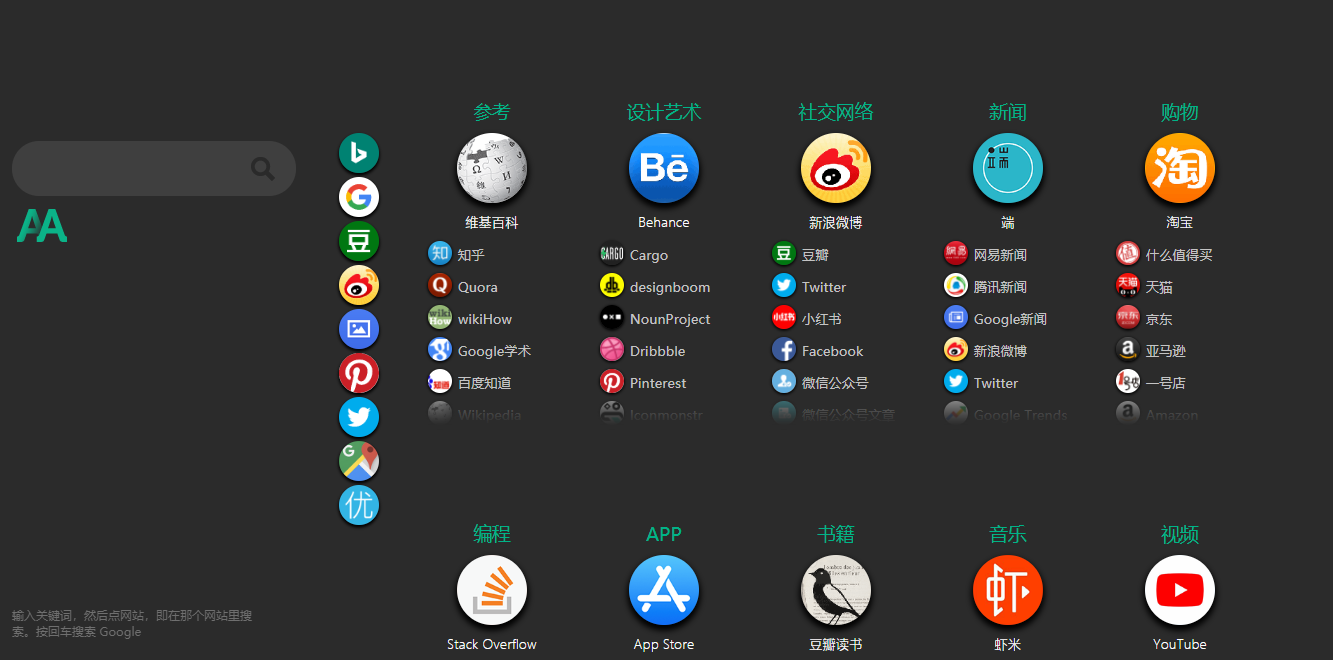 AA
输入关键词，然后点网站，即在那个网站里搜
索。按回车搜索 Google
豆
优
参考
维基百科
知乎
Quora
wikiHow
Google学术
百度知道
Wikipedia
设计艺术
Bē
Behance
Cargo
designboom
NounProject
Dribbble
Pinterest
Iconmonstr
社交网络
新浪微博
豆瓣
Twitter
小红书
Facebook
微信公众号
微信公众号文章
新闻
端
端
网易新闻
腾讯新闻
Google新闻
新浪微博
Twitter
Google Trends
购物
淘
淘宝
什么值得买
天猫
京东
亚马逊
一号店
Amazon
编程
Stack Overflow
APP
App Store
书籍
豆瓣读书
音乐
虾
虾米
视频
YouTube